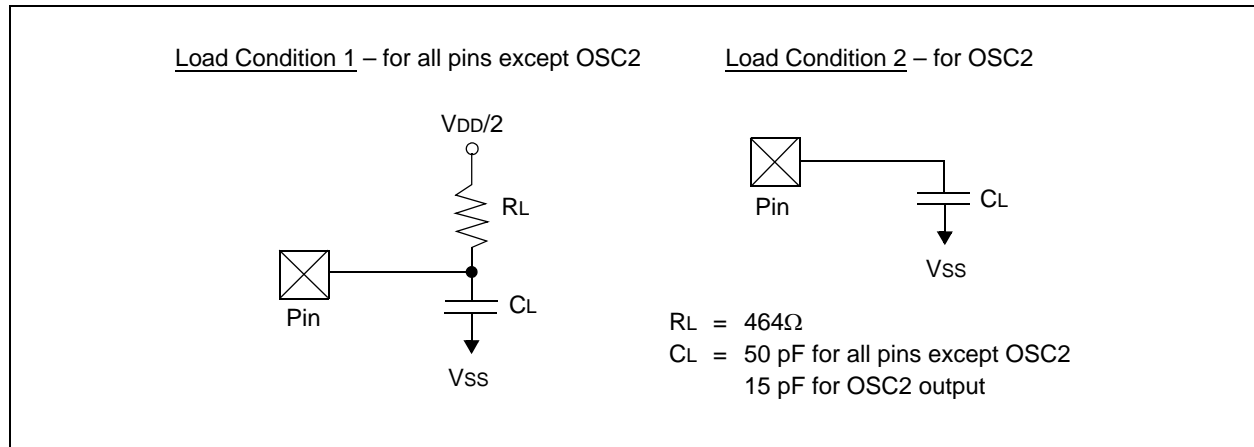 Load Condition 1 – for all pins except OSC2
VDD/2
RL
Pin
CL
VSS
Load Condition 2 – for OSC2
Pin
CL
VSS
RL = 464Ω
CL = 50 pF for all pins except OSC2
15 pF for OSC2 output